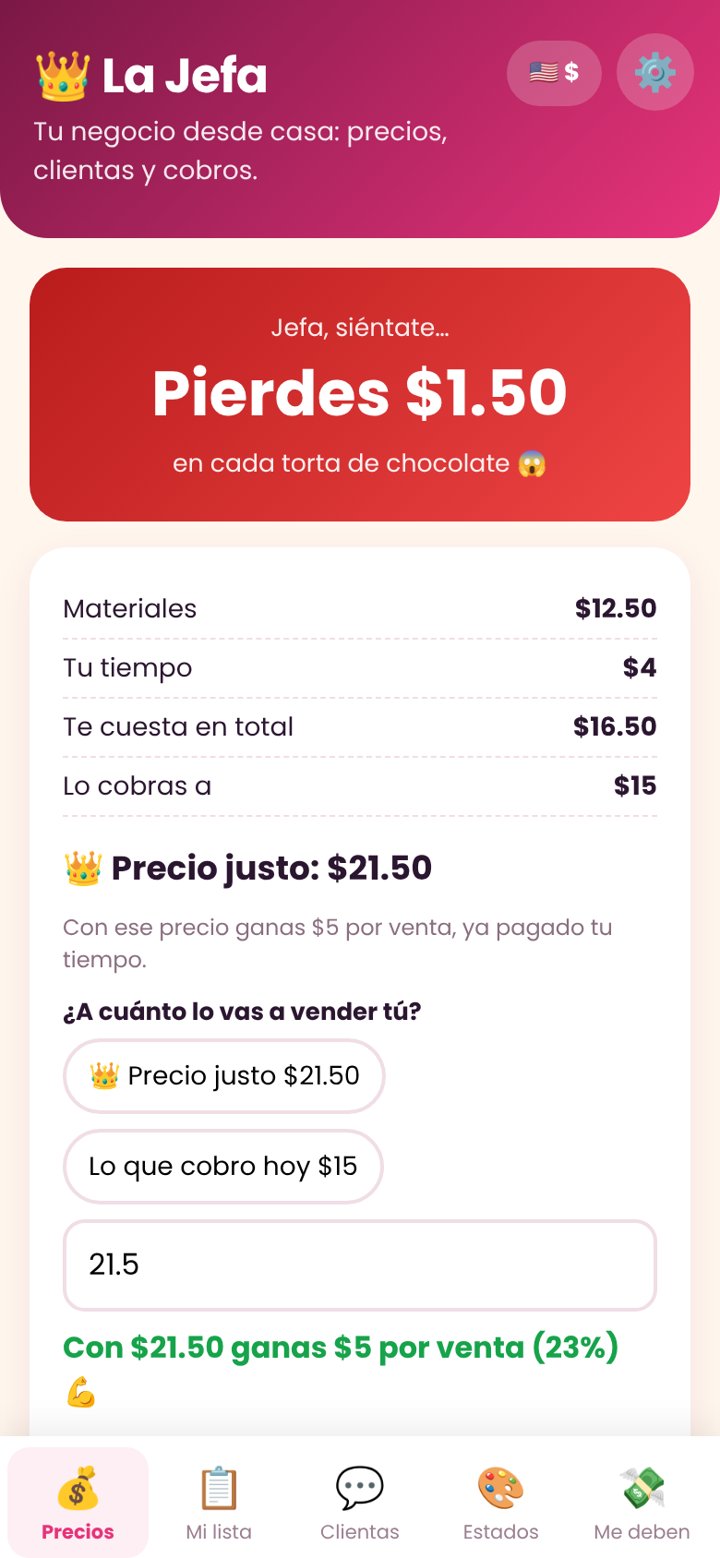 👑 La Jefa
🇺🇸 $
⚙️
Tu negocio desde casa: precios,
clientas y cobros.
Jefa, siéntate...
Pierdes $1.50
en cada torta de chocolate 😱
Materiales $12.50
Tu tiempo $4
Te cuesta en total $16.50
Lo cobras a $15
👑 Precio justo: $21.50
Con ese precio ganas $5 por venta, ya pagado tu
tiempo.
¿A cuánto lo vas a vender tú?
👑 Precio justo $21.50
Lo que cobro hoy $15
21.5
Con $21.50 ganas $5 por venta (23%)
💪
Precios
Mi lista
Clientas
Estados
Me deben